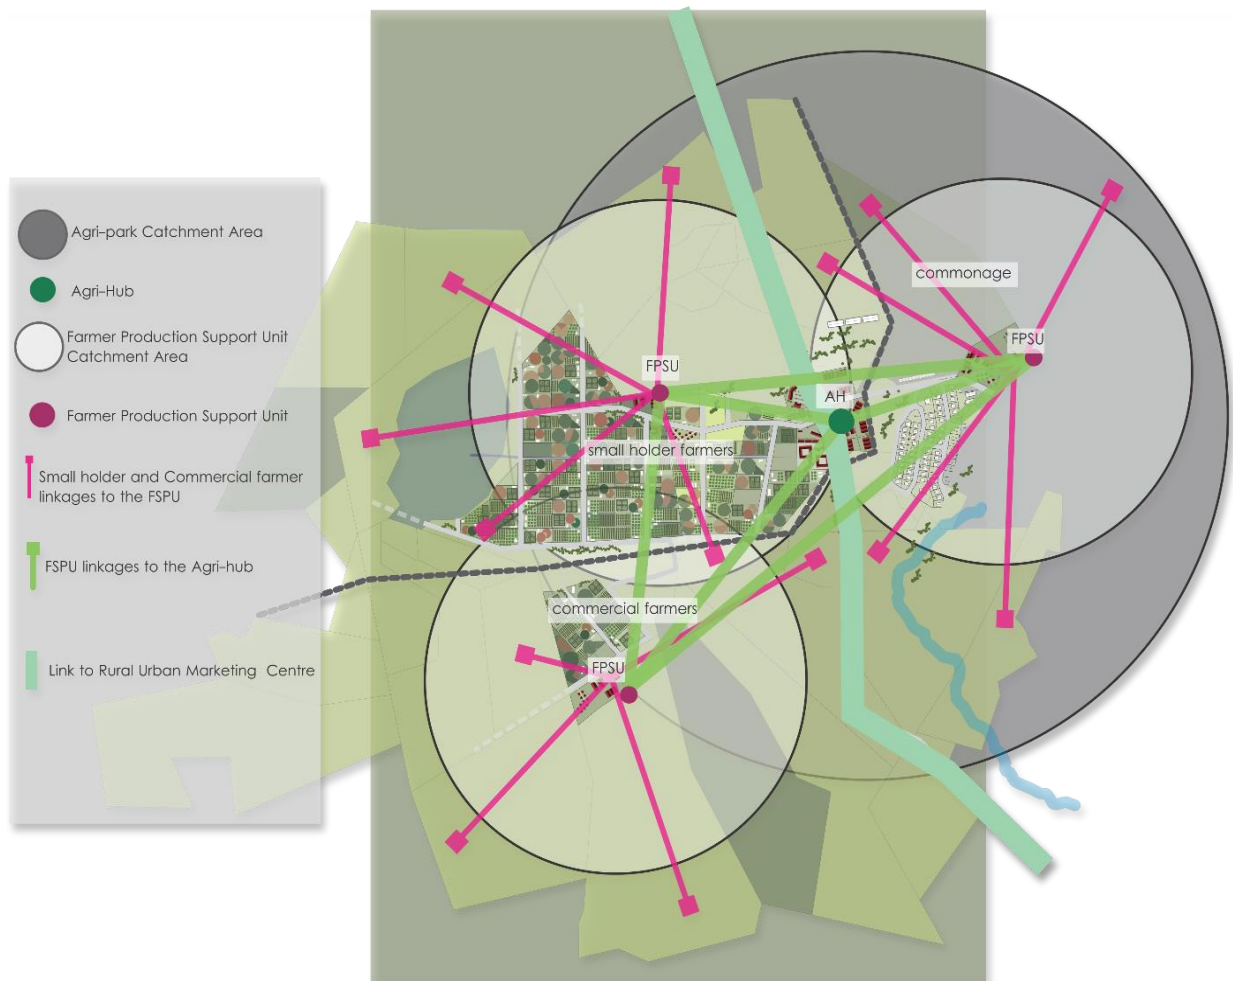 Agri-park Catchment Area
Agri-Hub
Farmer Production Support Unit
Catchment Area
Farmer Production Support Unit
Small holder and Commercial farmer
linkages to the FSPU
FSPU linkages to the Agri-hub
Link to Rural Urban Marketing Centre
commonage
FPSU
FPSU
AH
small holder farmers
commercial farmers
FPSU